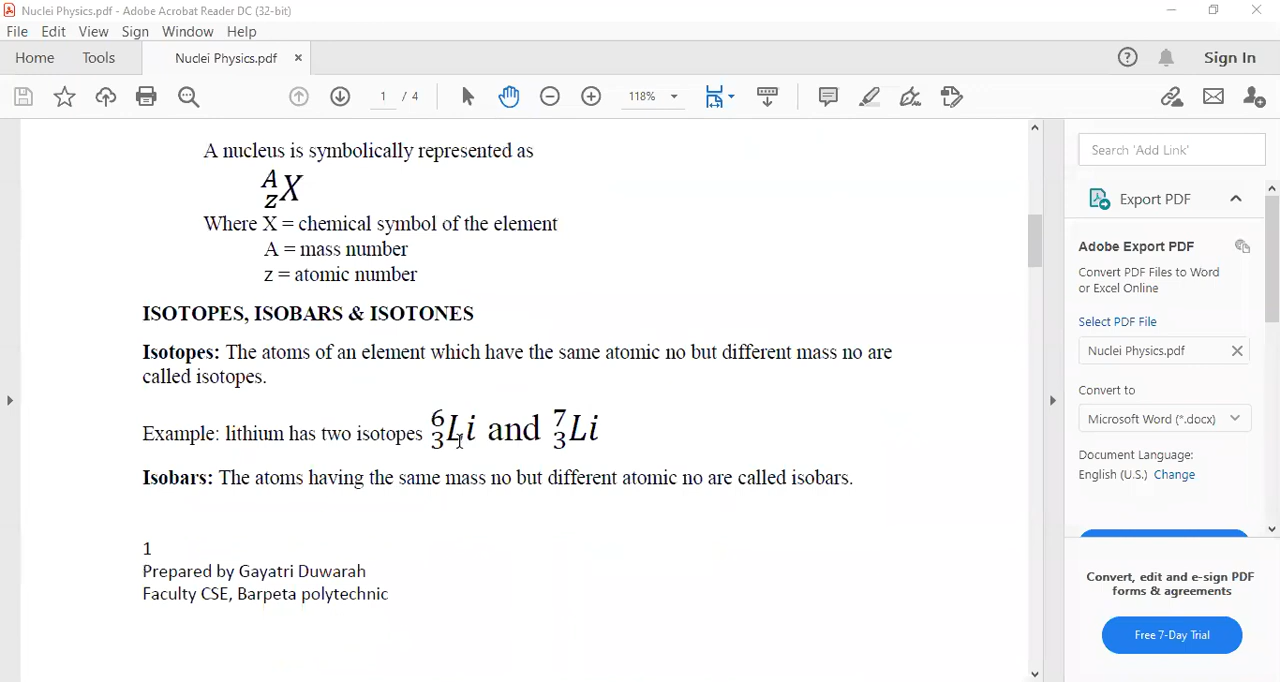 Nuclei Physics.pdf - Adobe Acrobat Reader DC (32-bit)
File Edit View Sign Window Help
Home Tools Nuclei Physics.pdf × Sign In
1 / 4 118%
A nucleus is symbolically represented as
A
z X
Where X = chemical symbol of the element
A = mass number
z = atomic number
ISOTOPES, ISOBARS & ISOTONES
Isotopes: The atoms of an element which have the same atomic no but different mass no are
called isotopes.
Example: lithium has two isotopes ⁶₃Li and ⁷₃Li
Isobars: The atoms having the same mass no but different atomic no are called isobars.
1
Prepared by Gayatri Duwarah
Faculty CSE, Barpeta polytechnic
Search 'Add Link'
Export PDF
Adobe Export PDF
Convert PDF Files to Word
or Excel Online
Select PDF File
Nuclei Physics.pdf
Convert to
Microsoft Word (*.docx)
Document Language:
English (U.S.) Change
Convert, edit and e-sign PDF
forms & agreements
Free 7-Day Trial